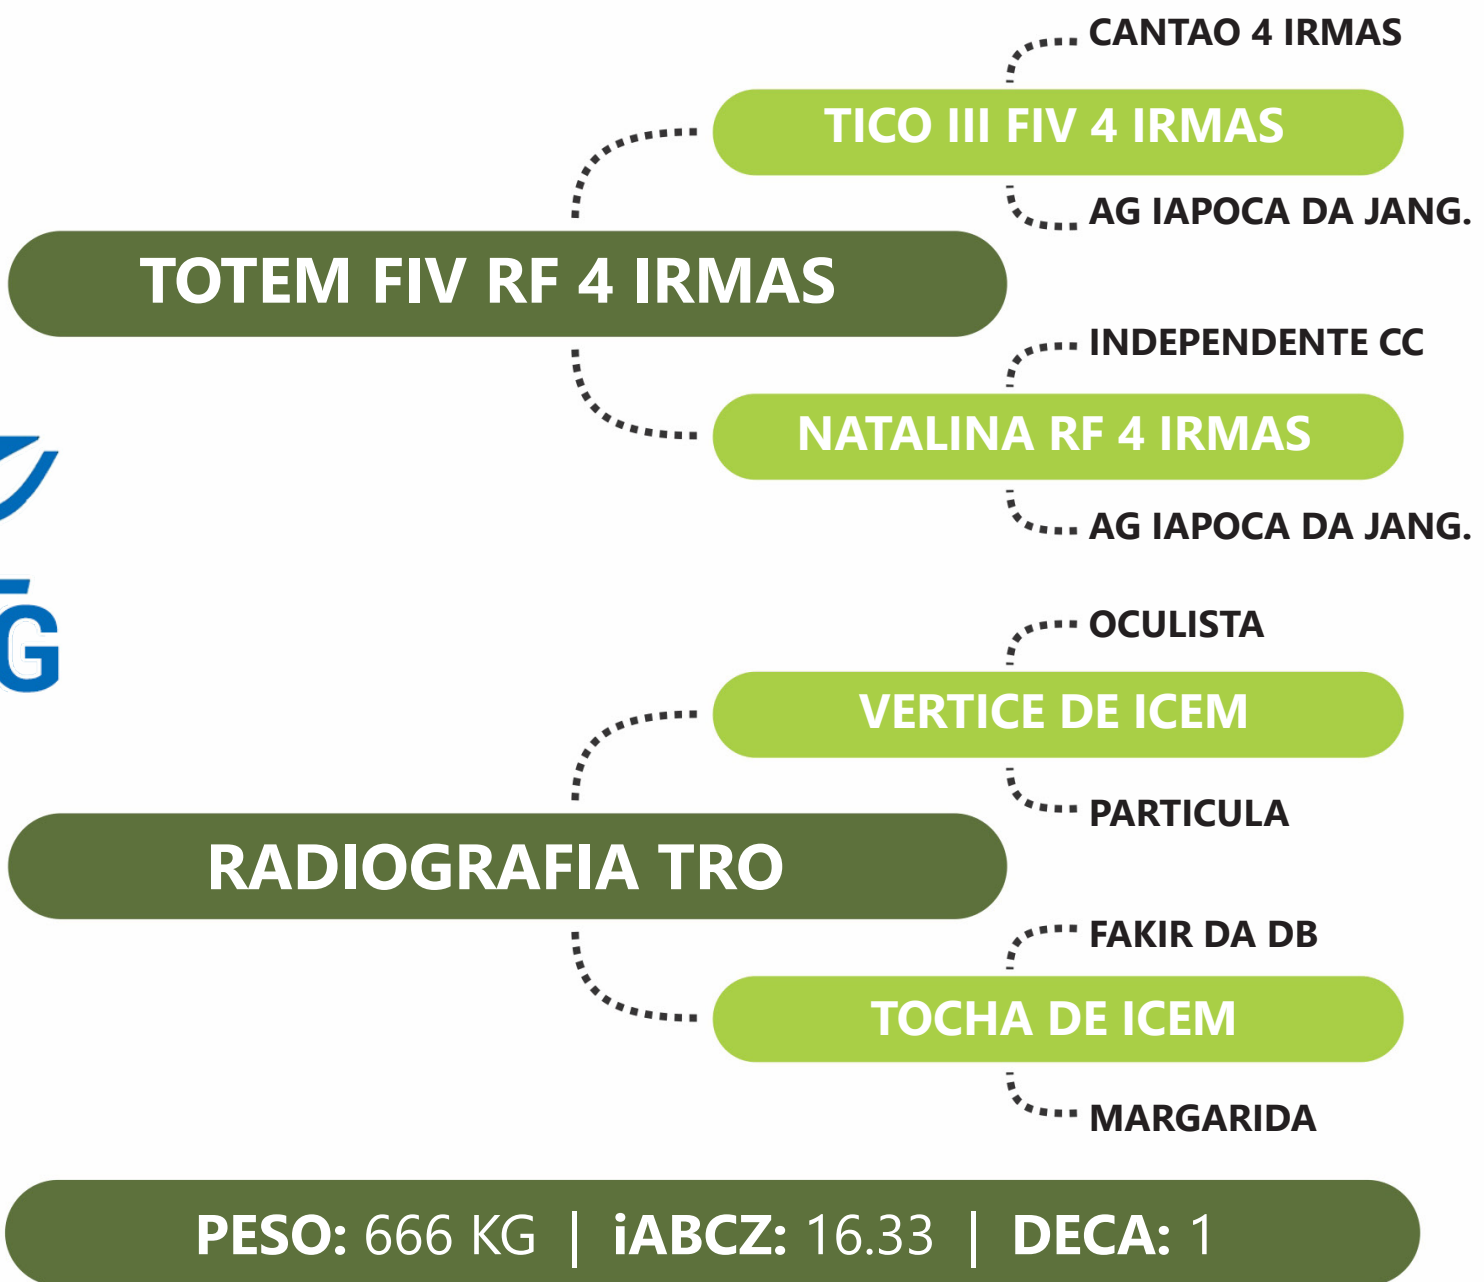 CANTAO 4 IRMAS
TICO III FIV 4 IRMAS
AG IAPOCA DA JANG.
TOTEM FIV RF 4 IRMAS
INDEPENDENTE CC
NATALINA RF 4 IRMAS
AG IAPOCA DA JANG.
G
OCULISTA
VERTICE DE ICEM
PARTICULA
RADIOGRAFIA TRO
FAKIR DA DB
TOCHA DE ICEM
MARGARIDA
PESO: 666 KG | iABCZ: 16.33 | DECA: 1